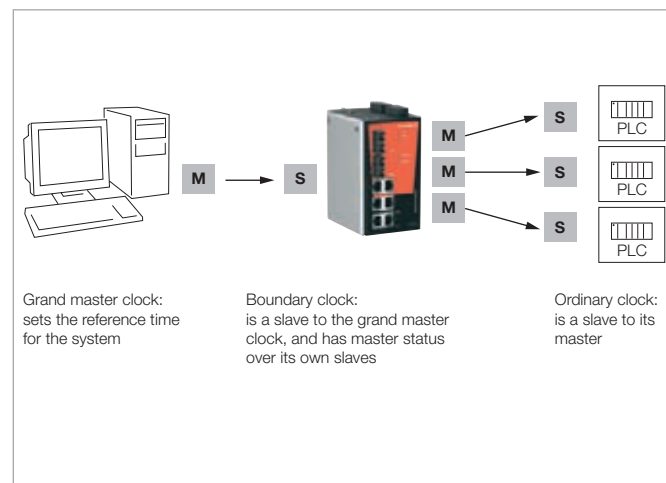 M
S
M
M
M
S
S
S
PLC
PLC
PLC
Grand master clock:
sets the reference time
for the system
Boundary clock:
is a slave to the grand master
clock, and has master status
over its own slaves
Ordinary clock:
is a slave to its
master